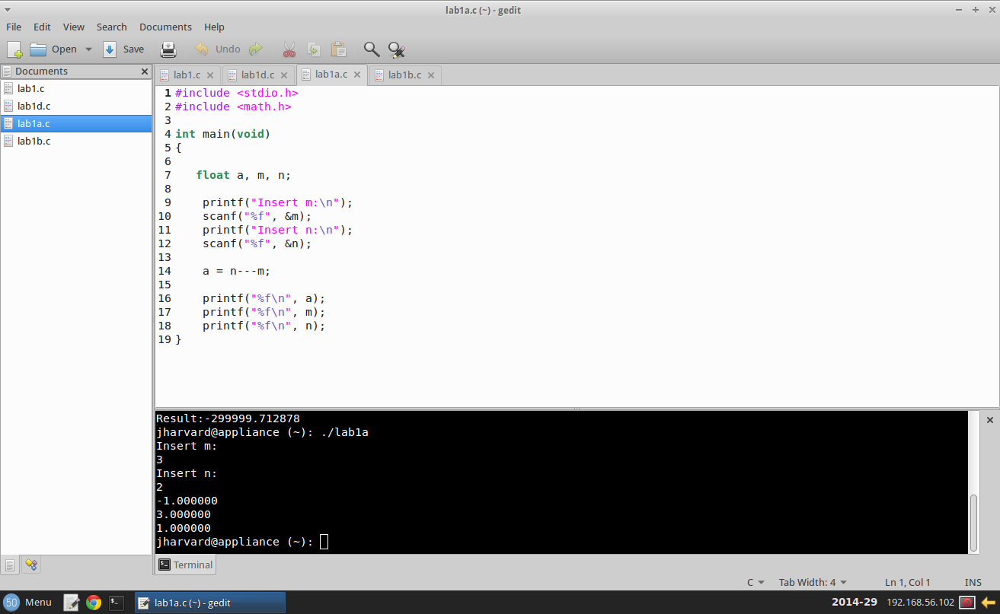 lab1a.c (~) - gedit
File Edit View Search Documents Help
Open Save Undo
Documents
lab1.c
lab1d.c
lab1a.c
lab1b.c
lab1.c lab1d.c lab1a.c lab1b.c
1 #include <stdio.h>
2 #include <math.h>
3
4 int main(void)
5 {
6
7    float a, m, n;
8
9     printf("Insert m:\n");
10     scanf("%f", &m);
11     printf("Insert n:\n");
12     scanf("%f", &n);
13
14     a = n---m;
15
16     printf("%f\n", a);
17     printf("%f\n", m);
18     printf("%f\n", n);
19 }
Result:-299999.712878
jharvard@appliance (~): ./lab1a
Insert m:
3
Insert n:
2
-1.000000
3.000000
1.000000
jharvard@appliance (~):
Terminal
C Tab Width: 4 Ln 1, Col 1 INS
50 Menu lab1a.c (~) - gedit 2014-29 192.168.56.102